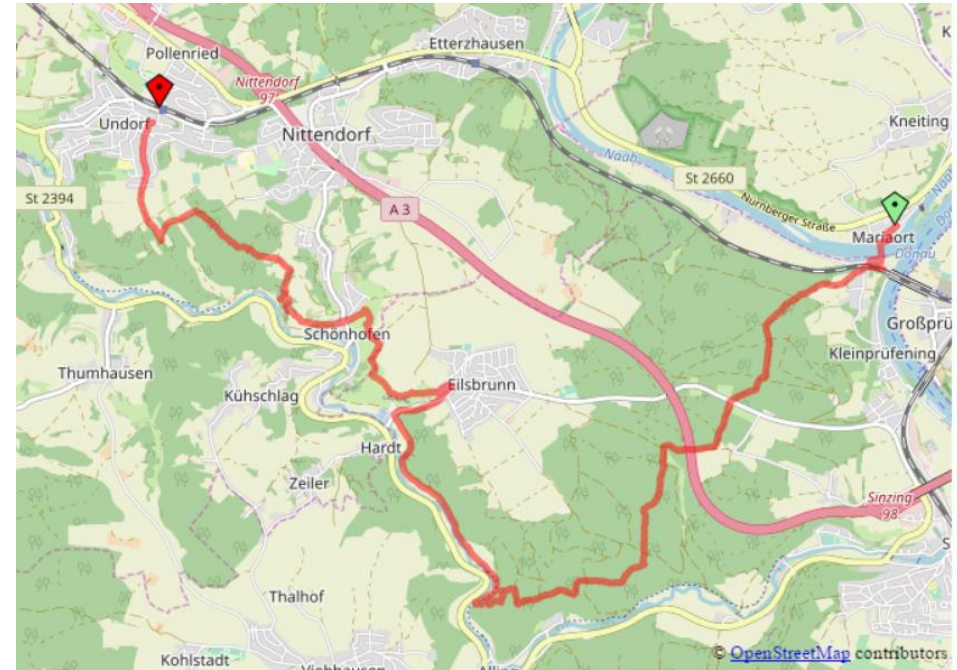 Pollenried
Etterzhausen
Nittendorf
97
Undorf
Nittendorf
Kneiting
St 2394
Naab
St 2660
Nürnberger Straße
A 3
Mariaort
Donau
Schönhofen
Großprü
Kleinprüfening
Thumhausen
Kühschlag
Eilsbrunn
Hardt
Zeiler
Sinzing
98
S
Thalhof
Kohlstadt
© OpenStreetMap contributors